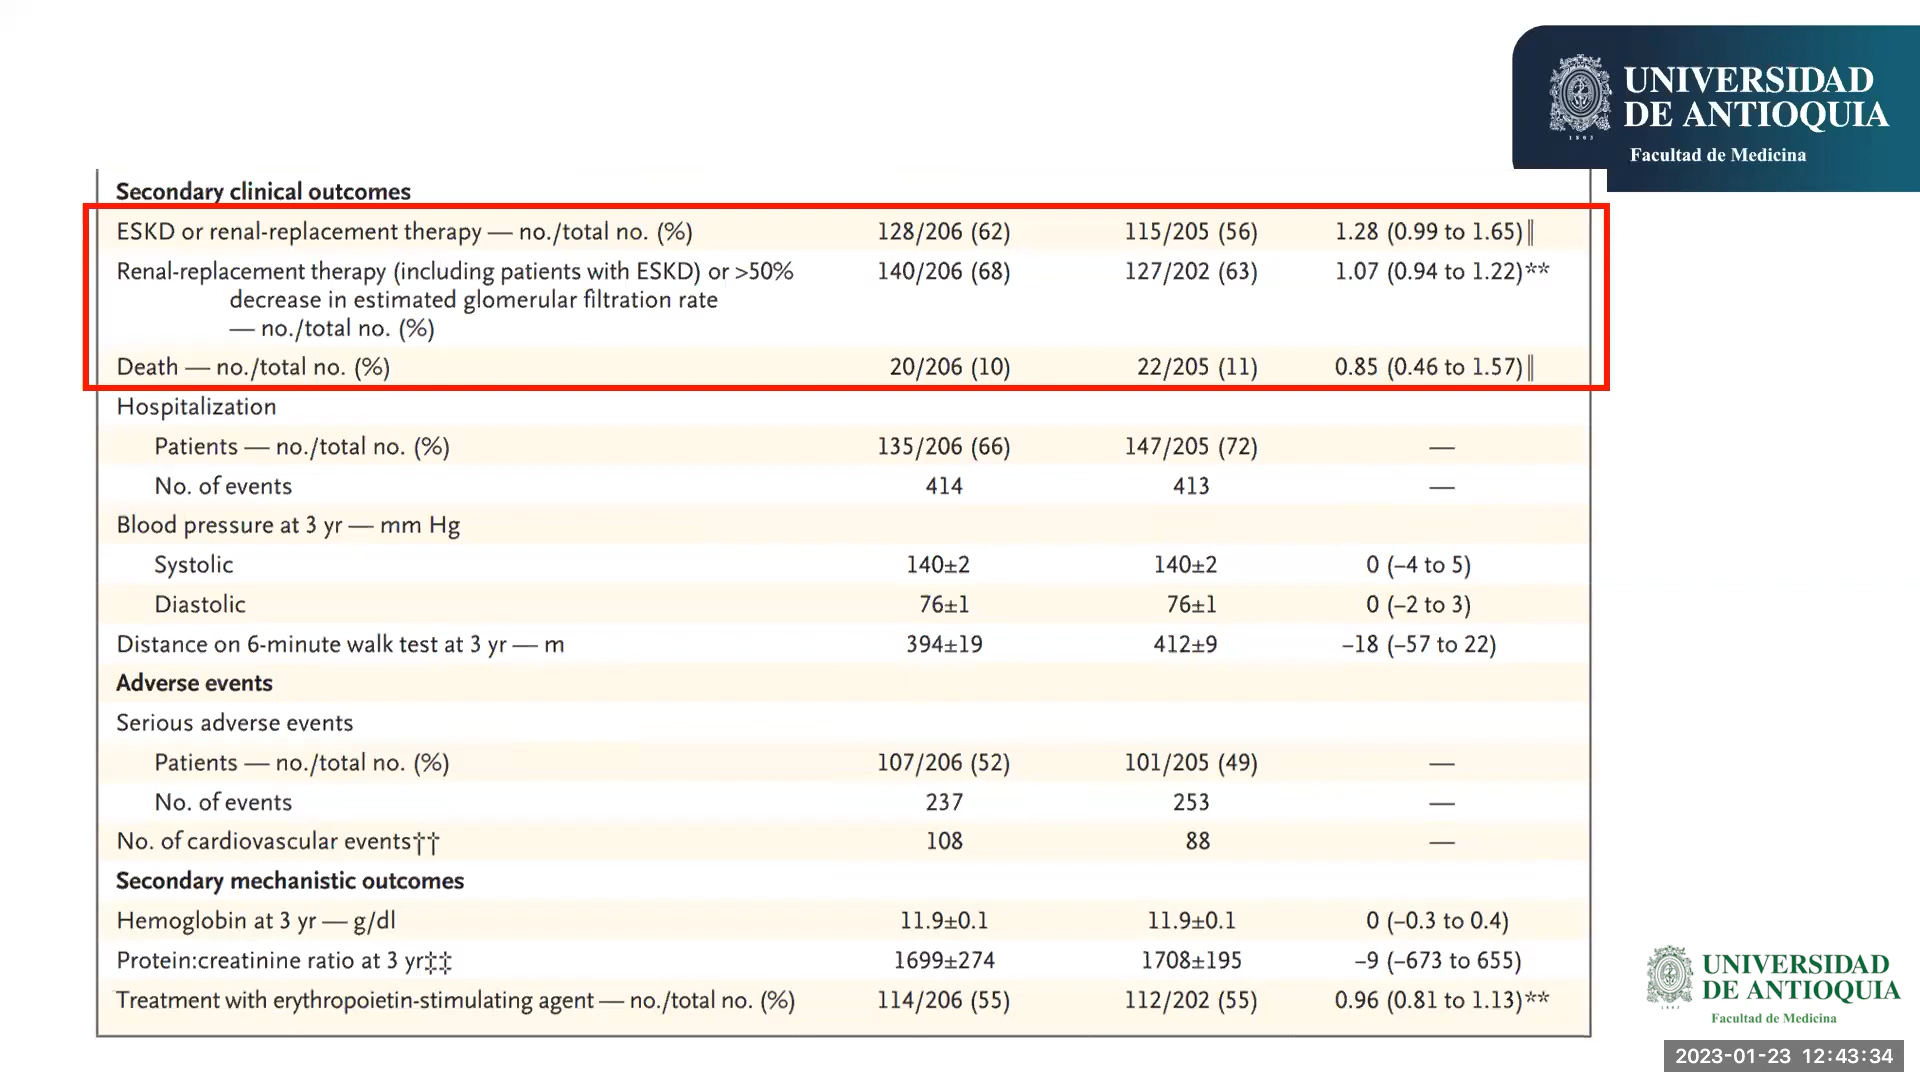 UNIVERSIDAD
DE ANTIOQUIA
1803
Facultad de Medicina
Secondary clinical outcomes
ESKD or renal-replacement therapy — no./total no. (%) 128/206 (62) 115/205 (56) 1.28 (0.99 to 1.65)‖
Renal-replacement therapy (including patients with ESKD) or >50% 140/206 (68) 127/202 (63) 1.07 (0.94 to 1.22)**
decrease in estimated glomerular filtration rate
— no./total no. (%)
Death — no./total no. (%) 20/206 (10) 22/205 (11) 0.85 (0.46 to 1.57)‖
Hospitalization
Patients — no./total no. (%) 135/206 (66) 147/205 (72) —
No. of events 414 413 —
Blood pressure at 3 yr — mm Hg
Systolic 140±2 140±2 0 (–4 to 5)
Diastolic 76±1 76±1 0 (–2 to 3)
Distance on 6-minute walk test at 3 yr — m 394±19 412±9 –18 (–57 to 22)
Adverse events
Serious adverse events
Patients — no./total no. (%) 107/206 (52) 101/205 (49) —
No. of events 237 253 —
No. of cardiovascular events†† 108 88 —
Secondary mechanistic outcomes
Hemoglobin at 3 yr — g/dl 11.9±0.1 11.9±0.1 0 (–0.3 to 0.4)
Protein:creatinine ratio at 3 yr‡‡ 1699±274 1708±195 –9 (–673 to 655)
Treatment with erythropoietin-stimulating agent — no./total no. (%) 114/206 (55) 112/202 (55) 0.96 (0.81 to 1.13)**
UNIVERSIDAD
DE ANTIOQUIA
Facultad de Medicina
2023-01-23 12:43:34